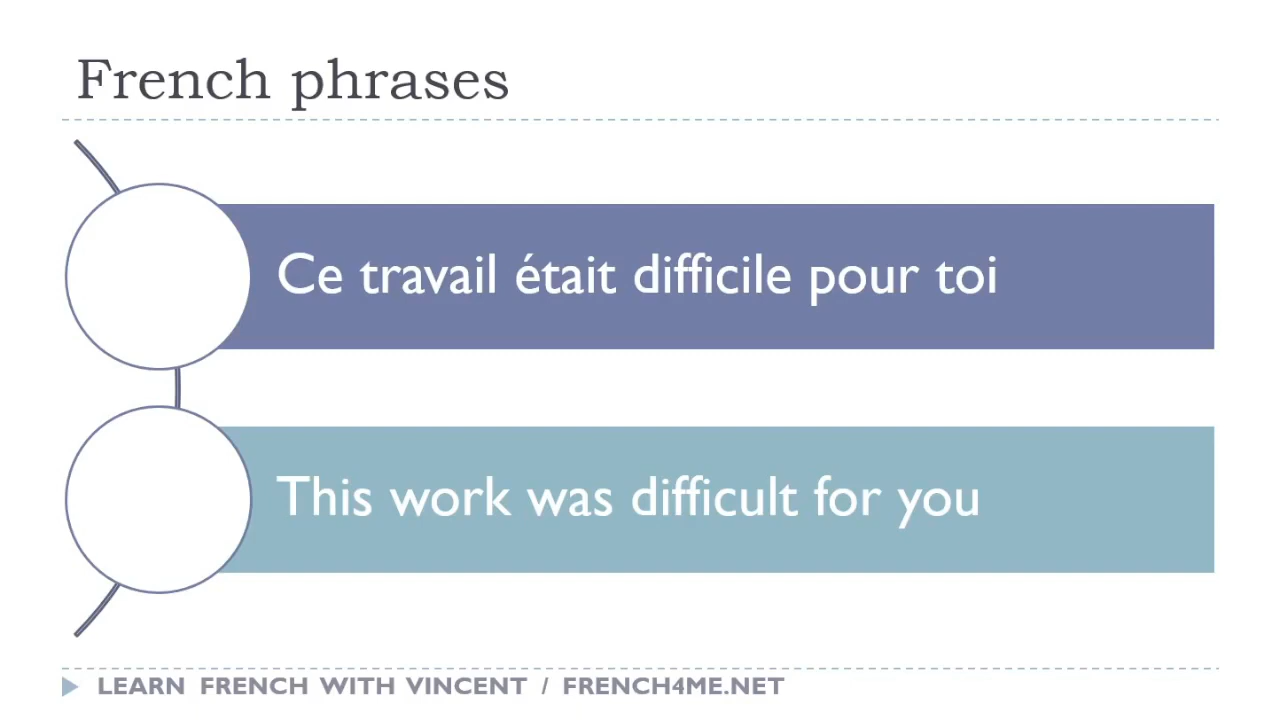 French phrases
Ce travail était difficile pour toi
This work was difficult for you
LEARN FRENCH WITH VINCENT / FRENCH4ME.NET